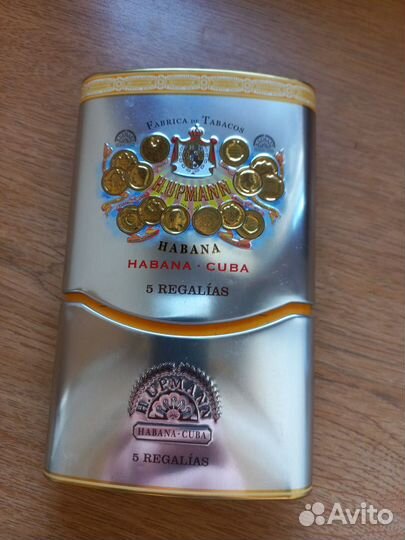 FABRICA DE TABACOS
H.UPMANN
HABANA
HABANA · CUBA
5 REGALÍAS
H.UPMANN
HABANA · CUBA
5 REGALÍAS
Avito